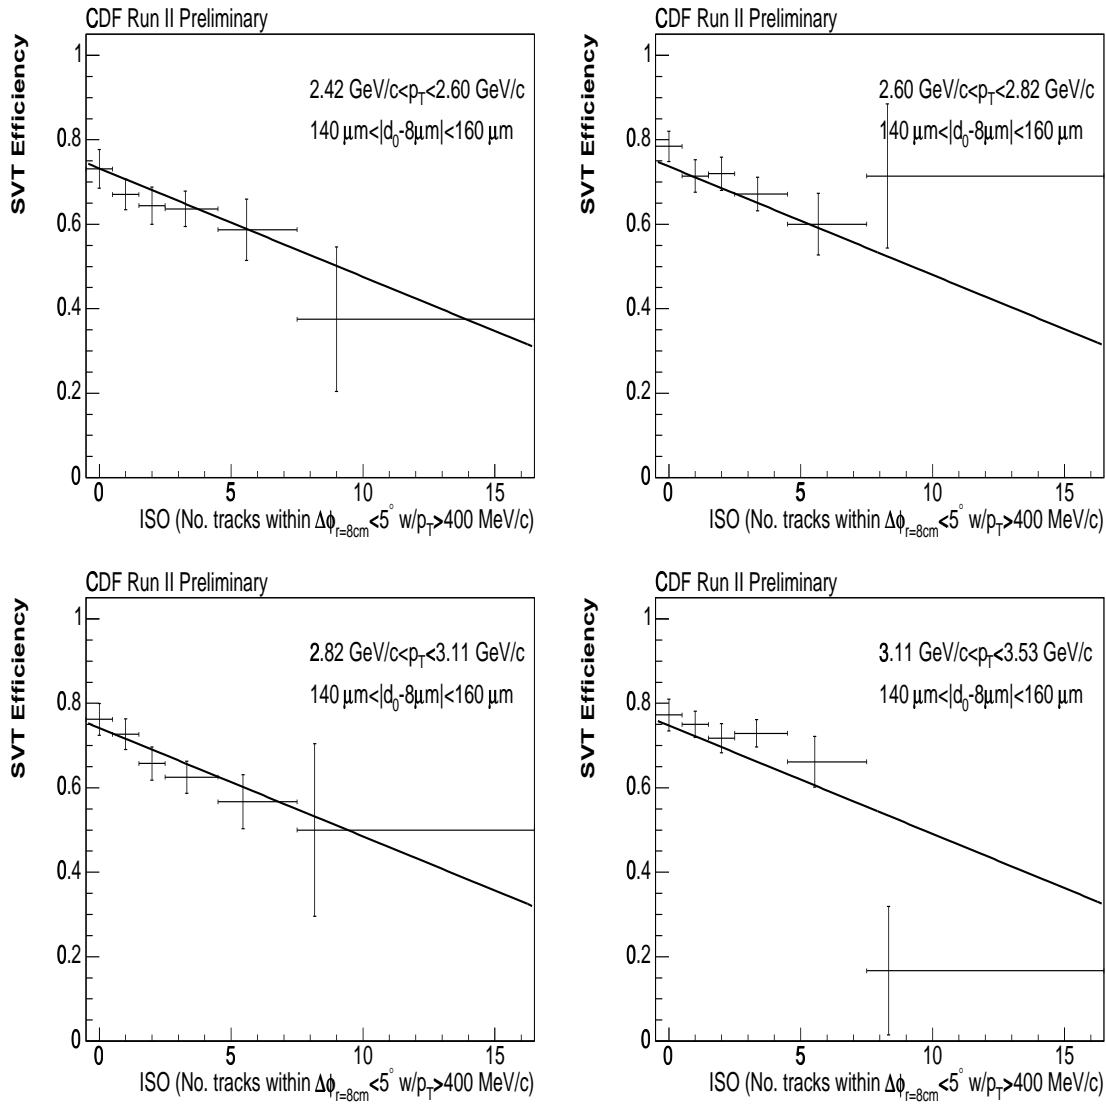 CDF Run II Preliminary
SVT Efficiency
2.42 GeV/c<p_T<2.60 GeV/c
140 μm<|d_0-8μm|<160 μm
1
0.8
0.6
0.4
0.2
0
0 5 10 15
ISO (No. tracks within Δϕ_r=8cm<5° w/p_T>400 MeV/c)
CDF Run II Preliminary
SVT Efficiency
2.60 GeV/c<p_T<2.82 GeV/c
140 μm<|d_0-8μm|<160 μm
1
0.8
0.6
0.4
0.2
0
0 5 10 15
ISO (No. tracks within Δϕ_r=8cm<5° w/p_T>400 MeV/c)
CDF Run II Preliminary
SVT Efficiency
2.82 GeV/c<p_T<3.11 GeV/c
140 μm<|d_0-8μm|<160 μm
1
0.8
0.6
0.4
0.2
0
0 5 10 15
ISO (No. tracks within Δϕ_r=8cm<5° w/p_T>400 MeV/c)
CDF Run II Preliminary
SVT Efficiency
3.11 GeV/c<p_T<3.53 GeV/c
140 μm<|d_0-8μm|<160 μm
1
0.8
0.6
0.4
0.2
0
0 5 10 15
ISO (No. tracks within Δϕ_r=8cm<5° w/p_T>400 MeV/c)